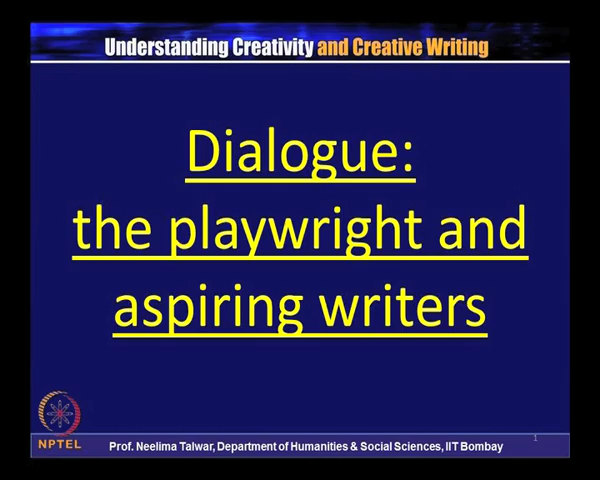 Understanding Creativity and Creative Writing
Dialogue:
the playwright and
aspiring writers
NPTEL
Prof. Neelima Talwar, Department of Humanities & Social Sciences, IIT Bombay
1